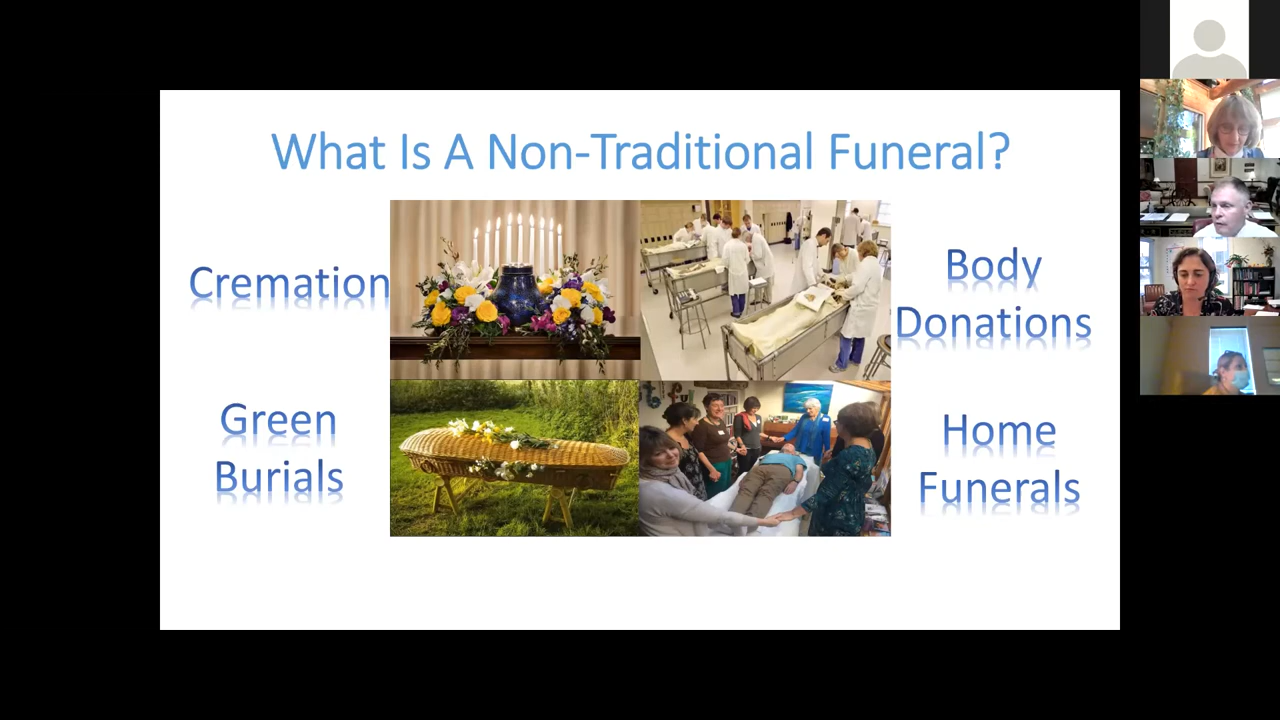 What Is A Non-Traditional Funeral?
Cremation
Body
Donations
Green
Burials
Home
Funerals